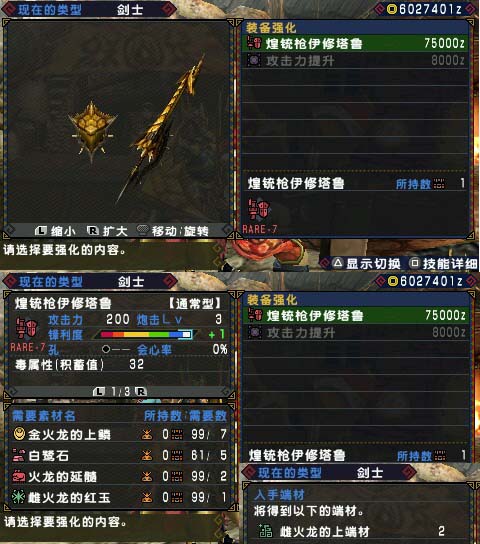 现在的类型 剑士
6027401z
装备强化
煌铳枪伊修塔鲁 75000z
攻击力提升 8000z
煌铳枪伊修塔鲁 所持数 1
RARE-7
L 缩小 R 扩大 移动:旋转
请选择要强化的内容。
△显示切换 □技能详细
现在的类型 剑士
6027401z
煌铳枪伊修塔鲁 【通常型】
攻击力 200 炮击Lv 3
锋利度 +1
RARE-7 孔 ○-- 会心率 0%
毒属性(积蓄值) 32
L 1/3 R
需要素材名 所持数:需要数
金火龙的上鳞 0 99/ 7
白鹭石 0 61/ 5
火龙的延髓 0 99/ 2
雌火龙的红玉 0 99/ 1
请选择要强化的内容。
装备强化
煌铳枪伊修塔鲁 75000z
攻击力提升 8000z
煌铳枪伊修塔鲁 所持数 1
现在的类型 剑士
入手端材
将得到以下的端材。
雌火龙的上端材 2